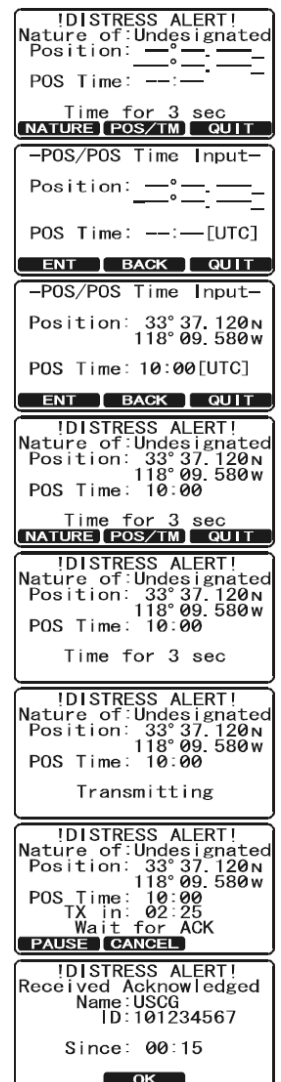 !DISTRESS ALERT!
Nature of:Undesignated
Position: ––°––.–––_
–––°––.–––_
POS Time: --:––
Time for 3 sec
NATURE POS/TM QUIT
–POS/POS Time Input–
Position: ––°––.–––_
–––°––.–––_
POS Time: --:––[UTC]
ENT BACK QUIT
–POS/POS Time Input–
Position: 33°37.120N
118°09.580W
POS Time: 10:00[UTC]
ENT BACK QUIT
!DISTRESS ALERT!
Nature of:Undesignated
Position: 33°37.120N
118°09.580W
POS Time: 10:00
Time for 3 sec
NATURE POS/TM QUIT
!DISTRESS ALERT!
Nature of:Undesignated
Position: 33°37.120N
118°09.580W
POS Time: 10:00
Time for 3 sec
!DISTRESS ALERT!
Nature of:Undesignated
Position: 33°37.120N
118°09.580W
POS Time: 10:00
Transmitting
!DISTRESS ALERT!
Nature of:Undesignated
Position: 33°37.120N
118°09.580W
POS Time: 10:00
TX in: 02:25
Wait for ACK
PAUSE CANCEL
!DISTRESS ALERT!
Received Acknowledged
Name:USCG
ID:101234567
Since: 00:15
OK